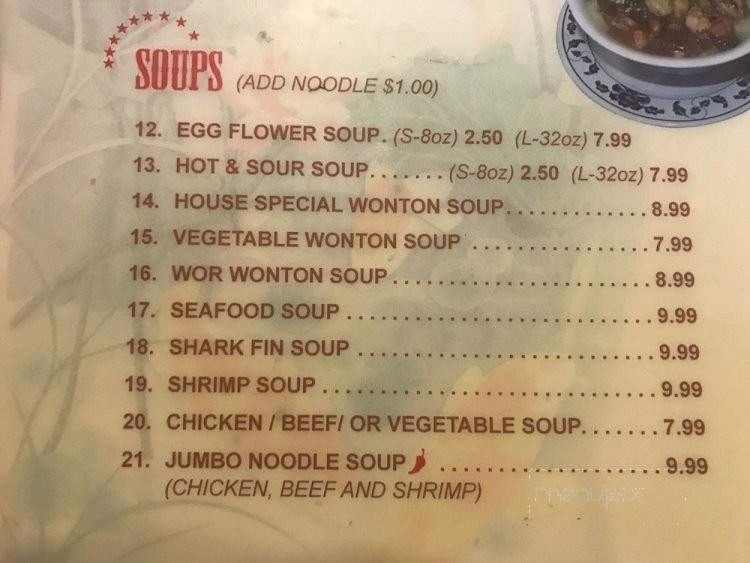 SOUPS (ADD NOODLE $1.00)
12. EGG FLOWER SOUP. (S-8oz) 2.50 (L-32oz) 7.99
13. HOT & SOUR SOUP....... (S-8oz) 2.50 (L-32oz) 7.99
14. HOUSE SPECIAL WONTON SOUP............. 8.99
15. VEGETABLE WONTON SOUP ................ 7.99
16. WOR WONTON SOUP....................... 8.99
17. SEAFOOD SOUP ........................... 9.99
18. SHARK FIN SOUP .......................... 9.99
19. SHRIMP SOUP ............................. 9.99
20. CHICKEN / BEEF/ OR VEGETABLE SOUP....... 7.99
21. JUMBO NOODLE SOUP ................... 9.99
(CHICKEN, BEEF AND SHRIMP)
menupix